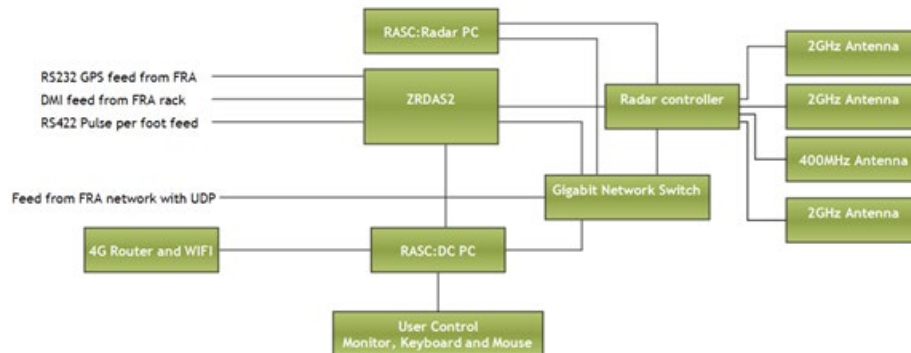 RASC:Radar PC
2GHz Antenna
RS232 GPS feed from FRA
DMI feed from FRA rack
RS422 Pulse per foot feed
ZRDAS2
Radar controller
2GHz Antenna
400MHz Antenna
Gigabit Network Switch
2GHz Antenna
Feed from FRA network with UDP
4G Router and WIFI
RASC:DC PC
User Control
Monitor, Keyboard and Mouse